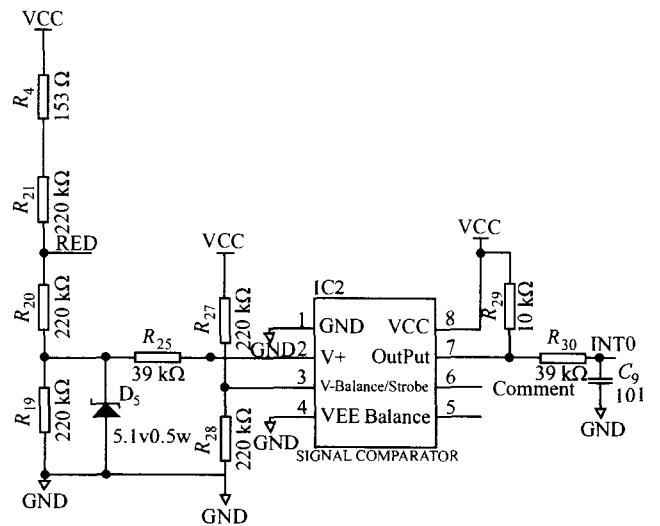 VCC
R4
153 Ω
R21
220 kΩ
RED
R20
220 kΩ
R19
220 kΩ
GND
D5
5.1v0.5w
R25
39 kΩ
VCC
R27
220 kΩ
R28
220 kΩ
GND
IC2
1 GND VCC 8
GND
2 V+ OutPut 7
3 V-Balance/Strobe 6
4 VEE Balance 5
GND
SIGNAL COMPARATOR
VCC
R29
10 kΩ
R30
39 kΩ
INT0
Comment
C9
101
GND